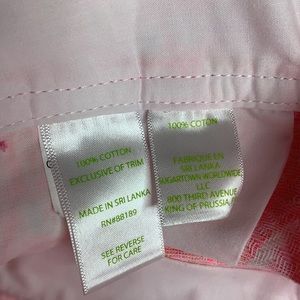 100% COTTON
EXCLUSIVE OF TRIM
MADE IN SRI LANKA
RN#88189
SEE REVERSE
FOR CARE
100% COTON
FABRIQUE EN
SRI LANKA
SUGARTOWN WORLDWIDE,
LLC
800 THIRD AVENUE
KING OF PRUSSIA,